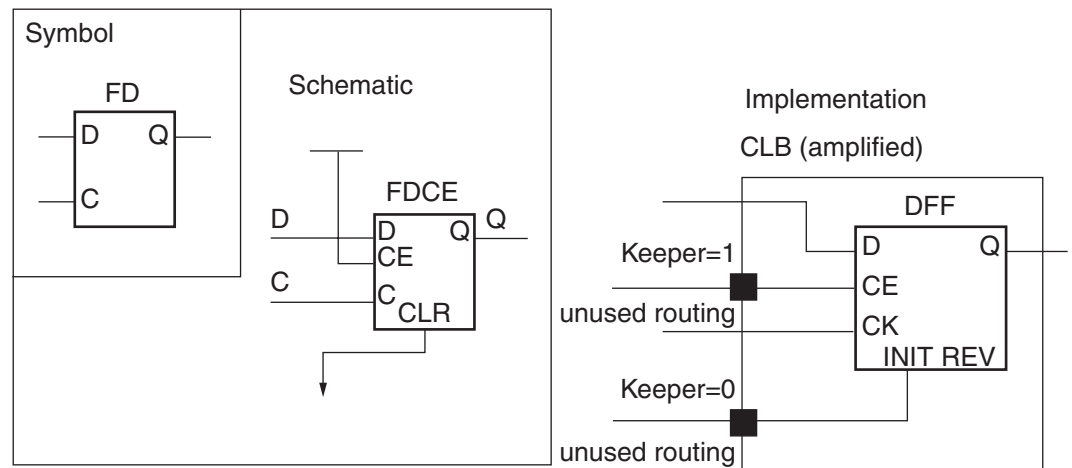 Symbol
FD
D Q
C
Schematic
FDCE
D
D Q
Q
CE
C
C
CLR
Implementation
CLB (amplified)
DFF
D Q
Keeper=1
CE
unused routing
CK
INIT REV
Keeper=0
unused routing